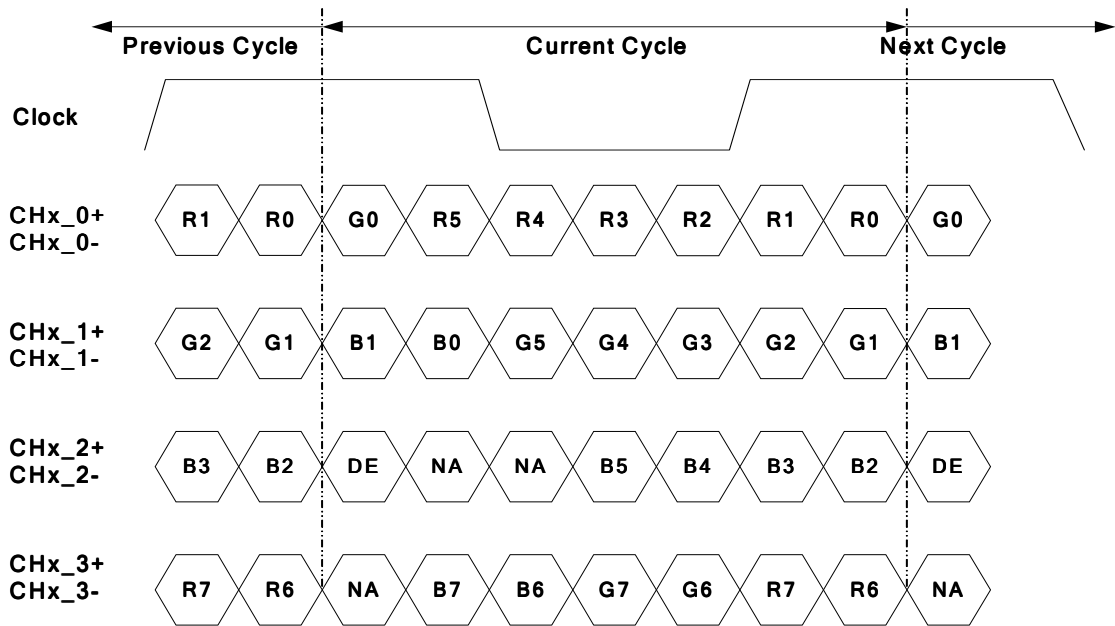 Previous Cycle Current Cycle Next Cycle
Clock
CHx_0+
CHx_0-
R1 R0 G0 R5 R4 R3 R2 R1 R0 G0
CHx_1+
CHx_1-
G2 G1 B1 B0 G5 G4 G3 G2 G1 B1
CHx_2+
CHx_2-
B3 B2 DE NA NA B5 B4 B3 B2 DE
CHx_3+
CHx_3-
R7 R6 NA B7 B6 G7 G6 R7 R6 NA